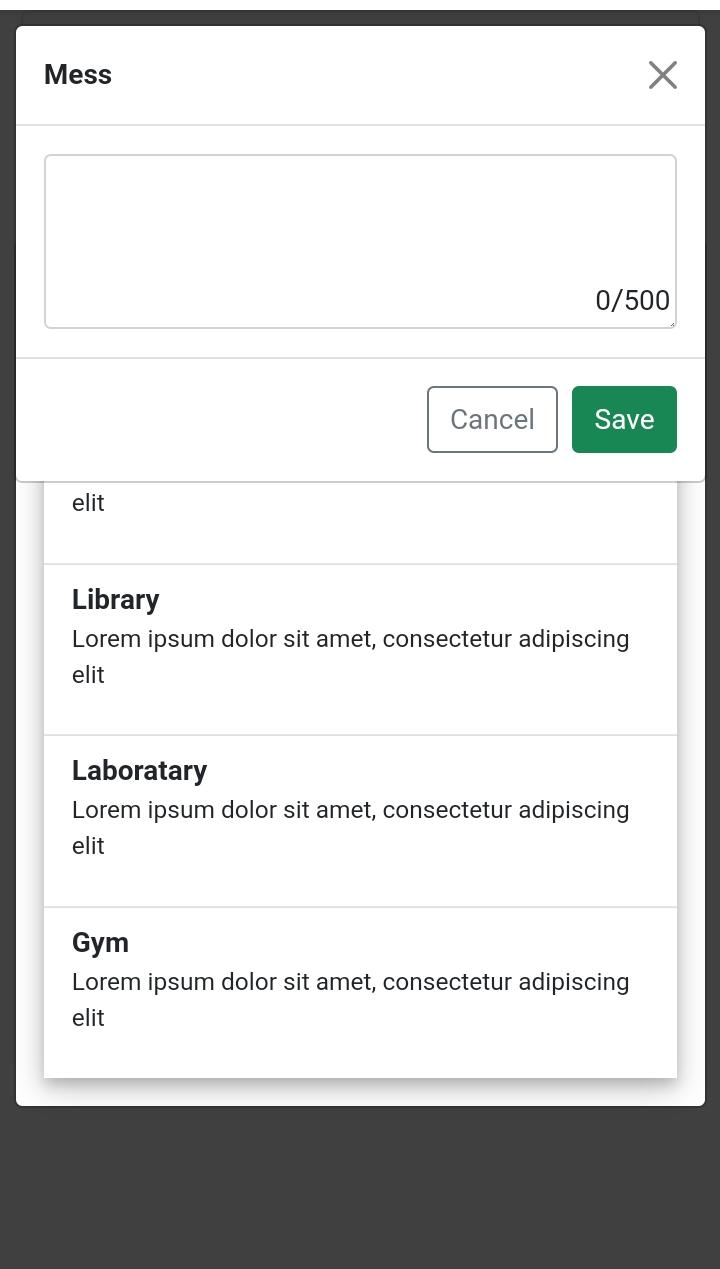 Mess
0/500
Cancel Save
elit
Library
Lorem ipsum dolor sit amet, consectetur adipiscing
elit
Laboratary
Lorem ipsum dolor sit amet, consectetur adipiscing
elit
Gym
Lorem ipsum dolor sit amet, consectetur adipiscing
elit